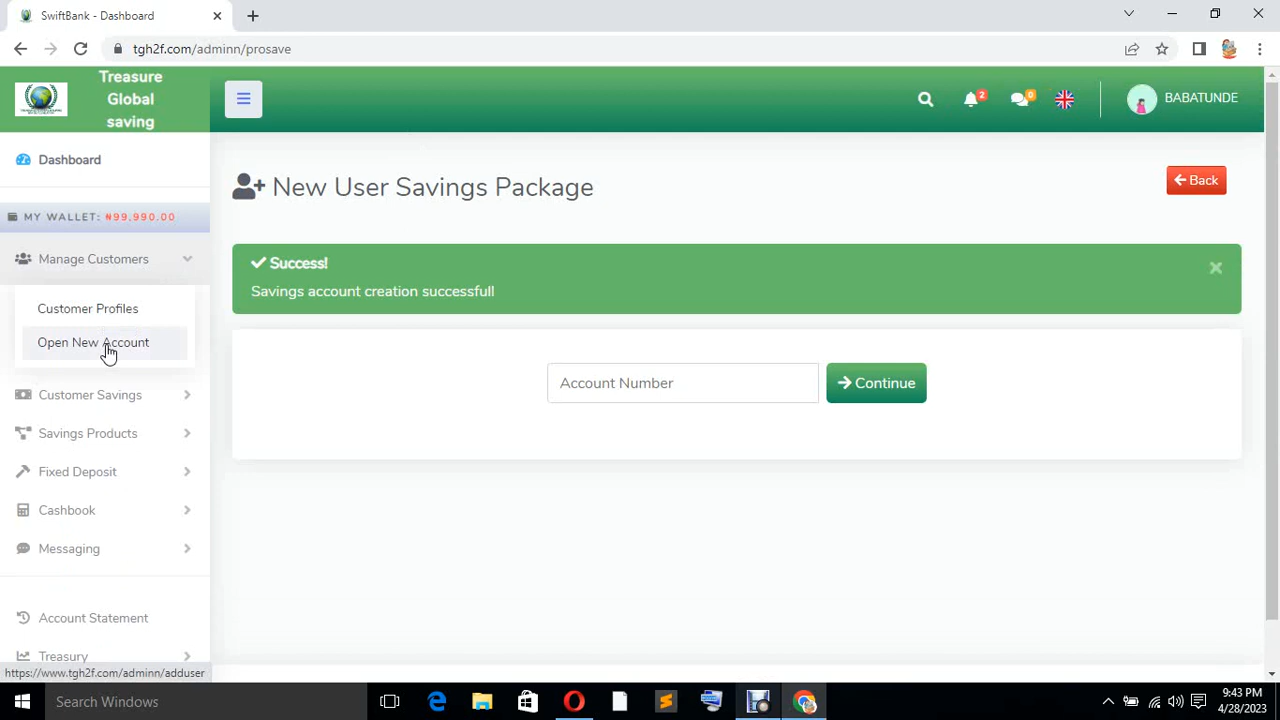 SwiftBank - Dashboard
tgh2f.com/adminn/prosave
Treasure
Global
saving
2
0
BABATUNDE
Dashboard
MY WALLET: ₦99,990.00
Manage Customers
Customer Profiles
Open New Account
Customer Savings
Savings Products
Fixed Deposit
Cashbook
Messaging
Account Statement
Treasury
New User Savings Package
Back
Success!
Savings account creation successfull
×
Account Number
Continue
https://www.tgh2f.com/adminn/adduser
Search Windows
9:43 PM
4/28/2023